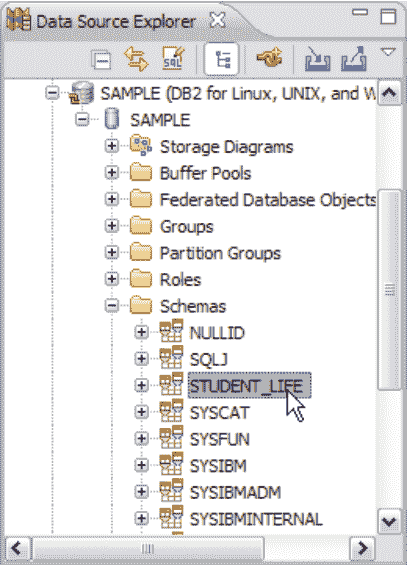 Data Source Explorer
SQL
SAMPLE (DB2 for Linux, UNIX, and W
SAMPLE
Storage Diagrams
Buffer Pools
Federated Database Objects
Groups
Partition Groups
Roles
Schemas
NULLID
SQLJ
STUDENT_LIFE
SYSCAT
SYSFUN
SYSIBM
SYSIBMADM
SYSIBMINTERNAL